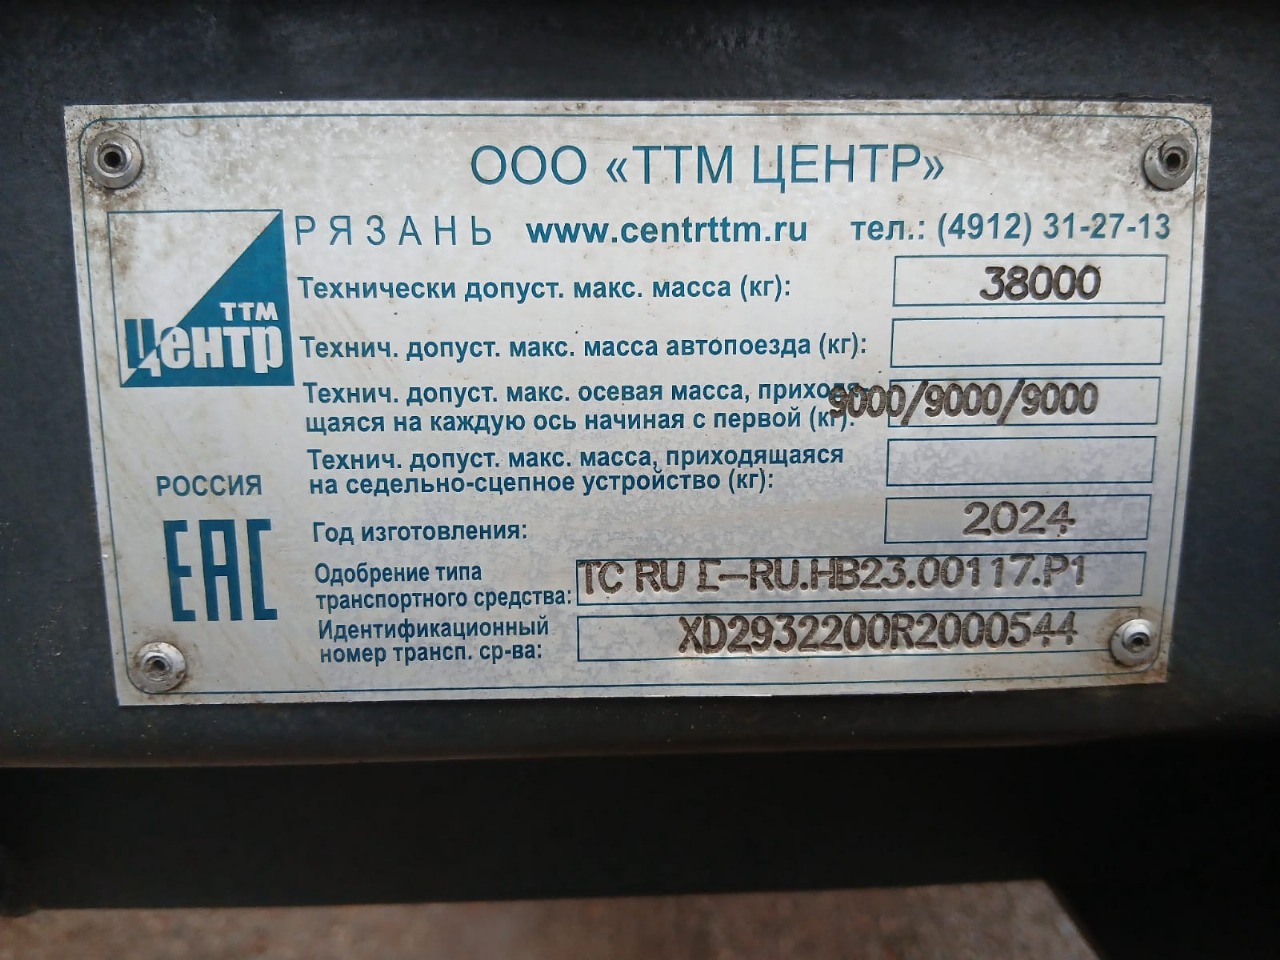 ООО «ТТМ ЦЕНТР»
РЯЗАНЬ www.centrttm.ru тел.: (4912) 31-27-13
ТТМ
Центр
Технически допуст. макс. масса (кг): 38000
Технич. допуст. макс. масса автопоезда (кг):
Технич. допуст. макс. осевая масса, приходя-
щаяся на каждую ось начиная с первой (кг): 9000/9000/9000
Технич. допуст. макс. масса, приходящаяся
на седельно-сцепное устройство (кг):
РОССИЯ
ЕАС
Год изготовления: 2024
Одобрение типа
транспортного средства: ТС RU Е-RU.НВ23.00117.Р1
Идентификационный
номер трансп. ср-ва: XD2932200R2000544